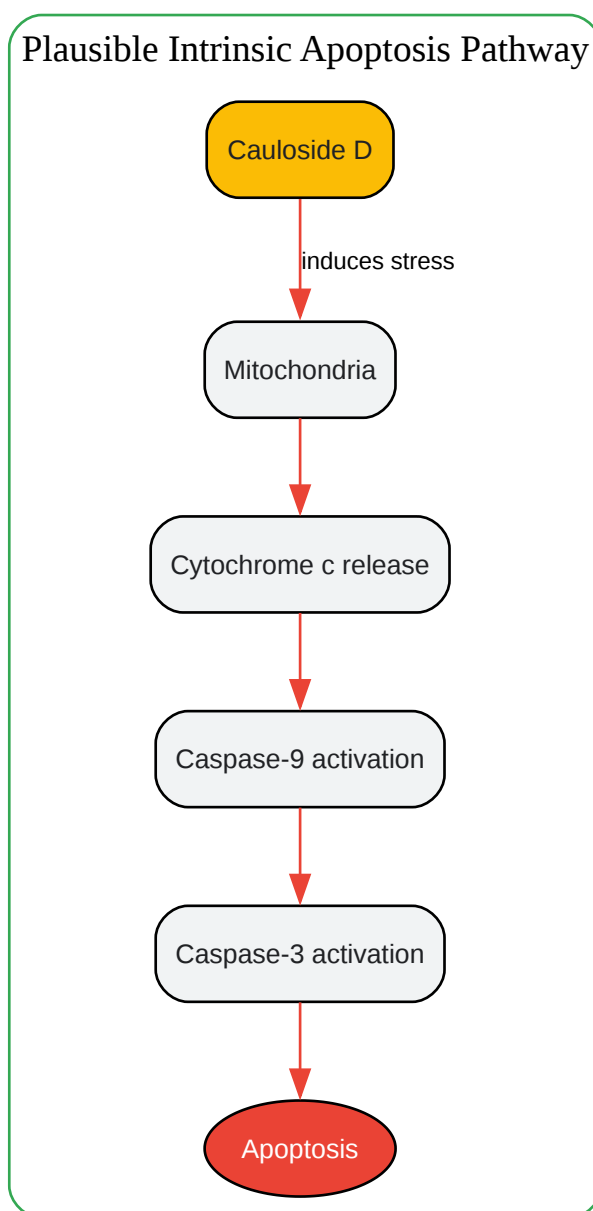 Plausible Intrinsic Apoptosis Pathway
Cauloside D
induces stress
Mitochondria
Cytochrome c release
Caspase-9 activation
Caspase-3 activation
Apoptosis